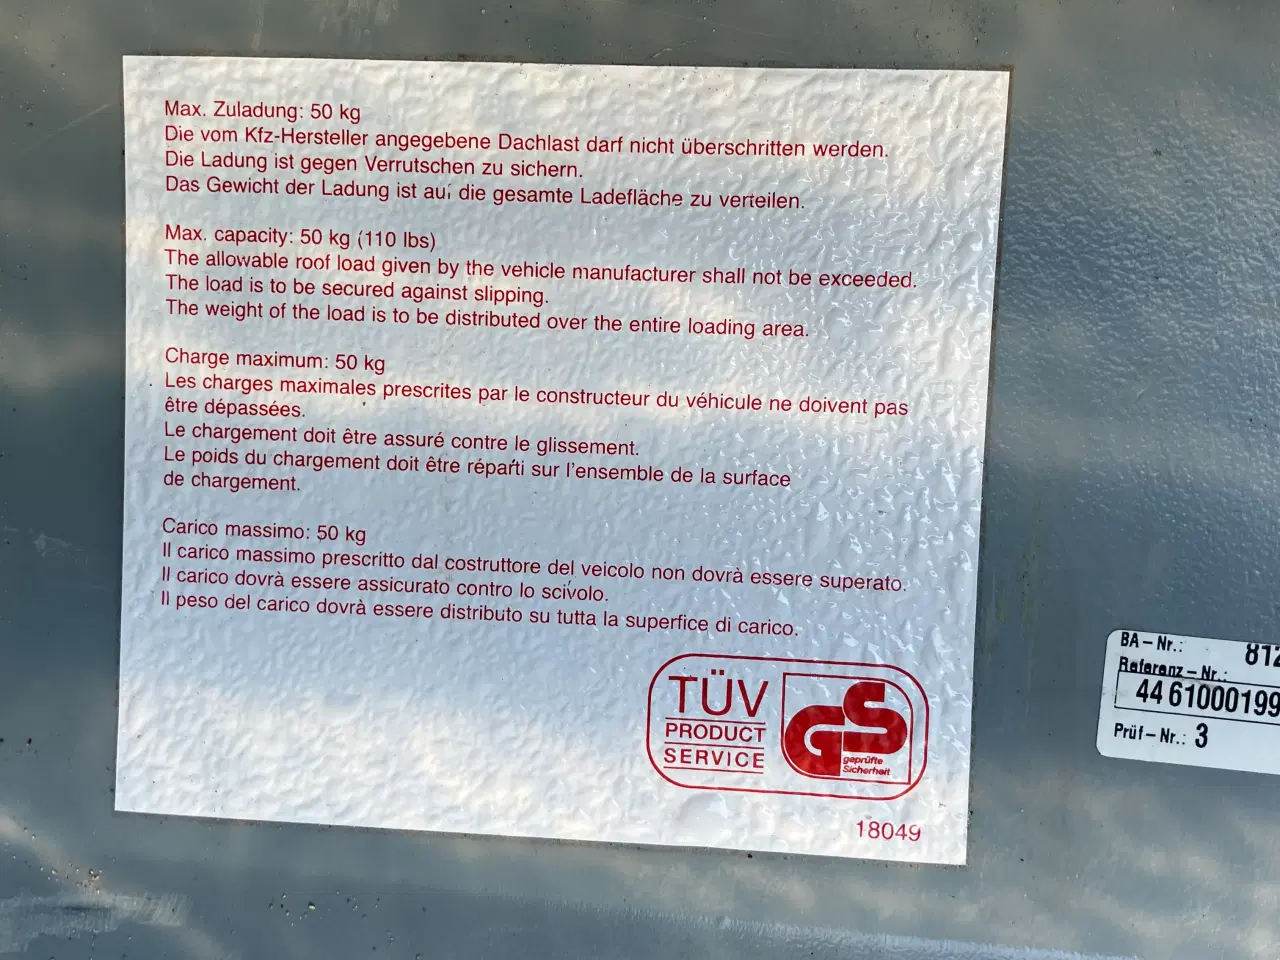 Max. Zuladung: 50 kg
Die vom Kfz-Hersteller angegebene Dachlast darf nicht überschritten werden.
Die Ladung ist gegen Verrutschen zu sichern.
Das Gewicht der Ladung ist auf die gesamte Ladefläche zu verteilen.
Max. capacity: 50 kg (110 lbs)
The allowable roof load given by the vehicle manufacturer shall not be exceeded.
The load is to be secured against slipping.
The weight of the load is to be distributed over the entire loading area.
Charge maximum: 50 kg
Les charges maximales prescrites par le constructeur du véhicule ne doivent pas
être dépassées.
Le chargement doit être assuré contre le glissement.
Le poids du chargement doit être réparti sur l'ensemble de la surface
de chargement.
Carico massimo: 50 kg
Il carico massimo prescritto dal costruttore del veicolo non dovrà essere superato.
Il carico dovrà essere assicurato contro lo scivolo.
Il peso del carico dovrà essere distributo su tutta la superfice di carico.
TÜV
PRODUCT
SERVICE
GS
geprüfte
Sicherheit
18049
BA-Nr.: 812
Referenz-Nr.:
44 61000199
Prüf-Nr.: 3